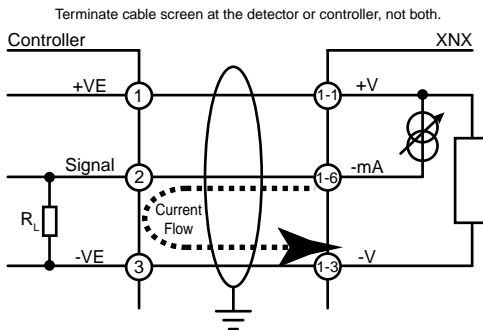 Terminate cable screen at the detector or controller, not both.
Controller XNX
+VE 1 1-1 +V
Signal 2 1-6 -mA
Current
Flow
RL
-VE 3 1-3 -V